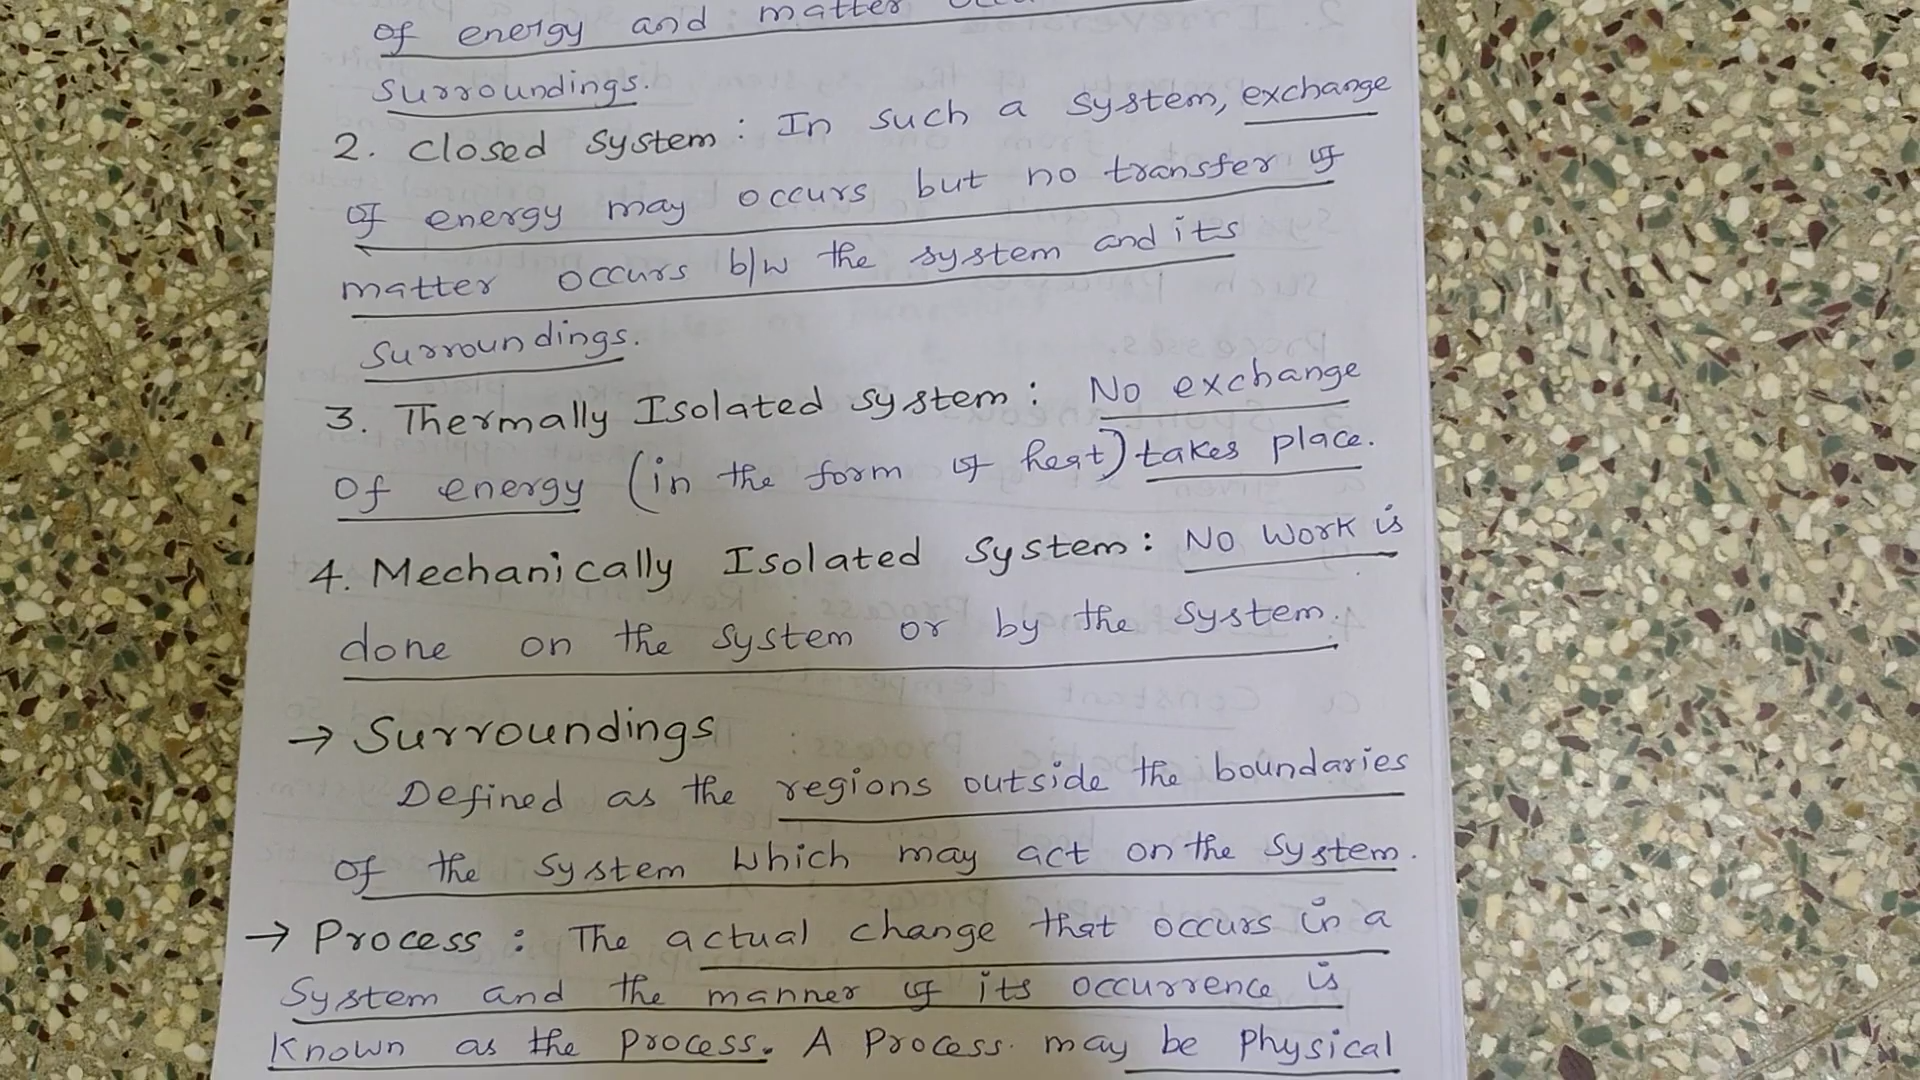 of energy and matter
surroundings.
2. Closed System : In such a system, exchange
of energy may occurs but no transfer of
matter occurs b/w the system and its
surroundings.
3. Thermally Isolated system : No exchange
of energy (in the form of heat) takes place.
4. Mechanically Isolated System : No work is
done on the system or by the system.
→ Surroundings
Defined as the regions outside the boundaries
of the system which may act on the system.
→ Process : The actual change that occurs in a
System and the manner of its occurrence is
known as the process. A Process may be physical